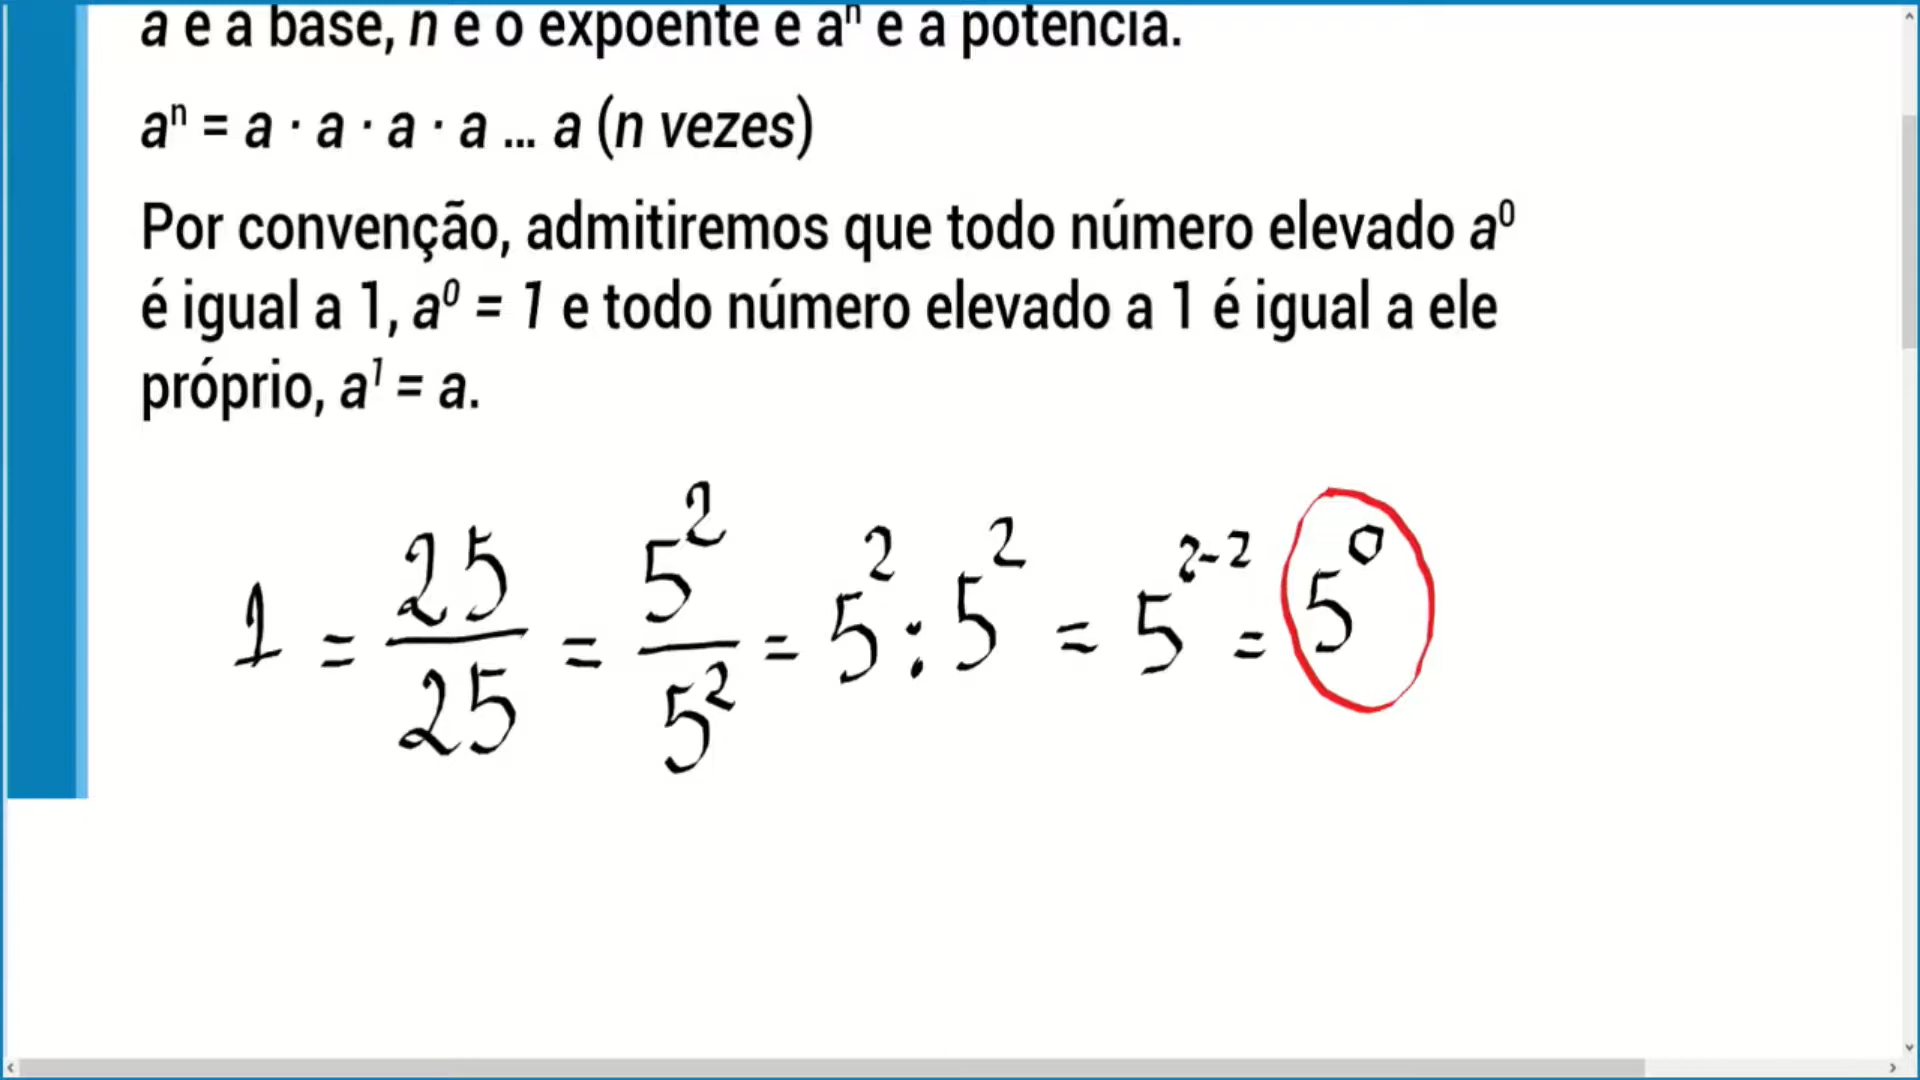 a é a base, n é o expoente e aⁿ é a potência.
aⁿ = a · a · a · a ... a (n vezes)
Por convenção, admitiremos que todo número elevado a⁰
é igual a 1, a⁰ = 1 e todo número elevado a 1 é igual a ele
próprio, a¹ = a.
1 = 25/25 = 5²/5² = 5² : 5² = 5²⁻² = 5⁰